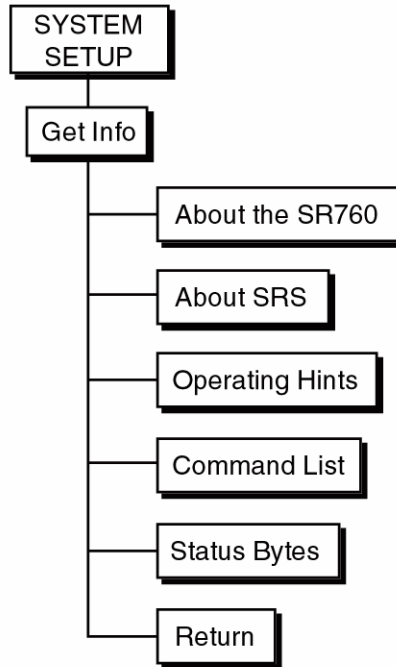 SYSTEM
SETUP
Get Info
About the SR760
About SRS
Operating Hints
Command List
Status Bytes
Return